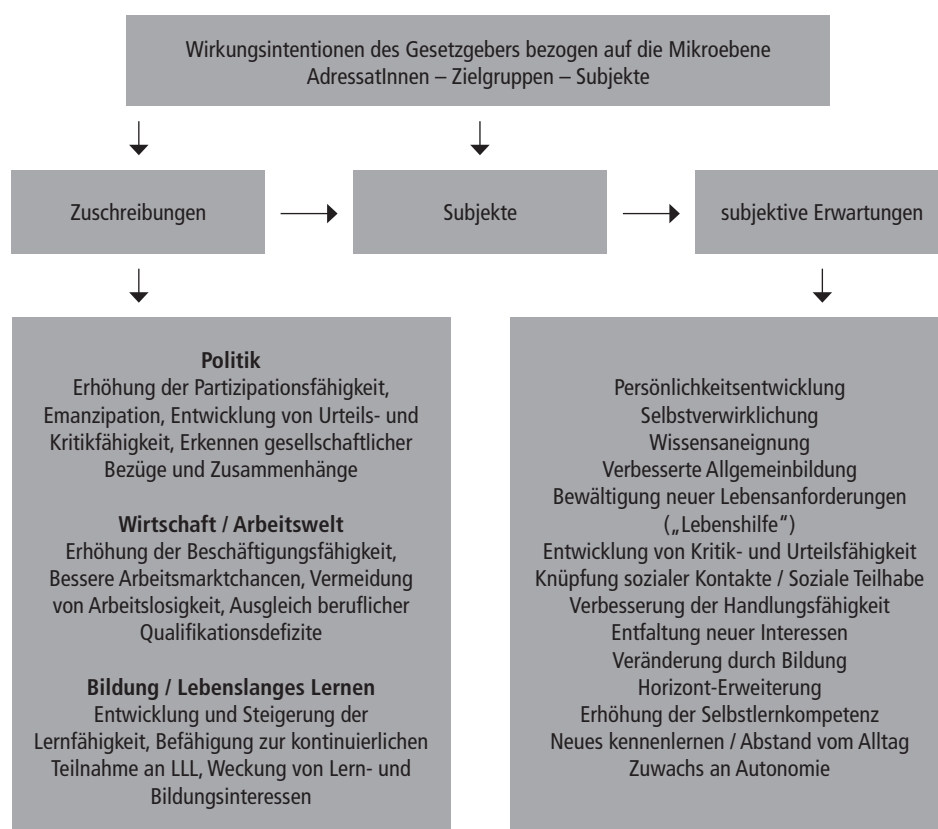 Wirkungsintentionen des Gesetzgebers bezogen auf die Mikroebene
AdressatInnen – Zielgruppen – Subjekte
Zuschreibungen
Subjekte
subjektive Erwartungen
Politik
Erhöhung der Partizipationsfähigkeit,
Emanzipation, Entwicklung von Urteils- und
Kritikfähigkeit, Erkennen gesellschaftlicher
Bezüge und Zusammenhänge
Wirtschaft / Arbeitswelt
Erhöhung der Beschäftigungsfähigkeit,
Bessere Arbeitsmarktchancen, Vermeidung
von Arbeitslosigkeit, Ausgleich beruflicher
Qualifikationsdefizite
Bildung / Lebenslanges Lernen
Entwicklung und Steigerung der
Lernfähigkeit, Befähigung zur kontinuierlichen
Teilnahme an LLL, Weckung von Lern- und
Bildungsinteressen
Persönlichkeitsentwicklung
Selbstverwirklichung
Wissensaneignung
Verbesserte Allgemeinbildung
Bewältigung neuer Lebensanforderungen
(„Lebenshilfe“)
Entwicklung von Kritik- und Urteilsfähigkeit
Knüpfung sozialer Kontakte / Soziale Teilhabe
Verbesserung der Handlungsfähigkeit
Entfaltung neuer Interessen
Veränderung durch Bildung
Horizont-Erweiterung
Erhöhung der Selbstlernkompetenz
Neues kennenlernen / Abstand vom Alltag
Zuwachs an Autonomie